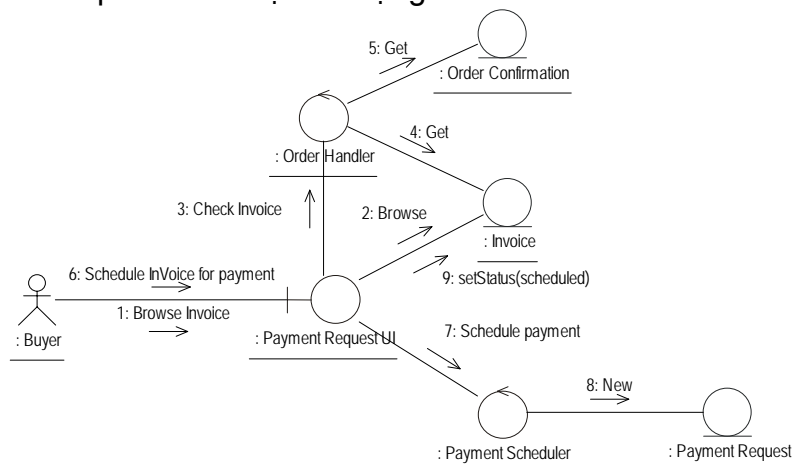 5: Get
: Order Confirmation
4: Get
: Order Handler
3: Check Invoice
2: Browse
: Invoice
9: setStatus(scheduled)
6: Schedule InVoice for payment
1: Browse Invoice
: Buyer
: Payment Request UI
7: Schedule payment
8: New
: Payment Scheduler
: Payment Request